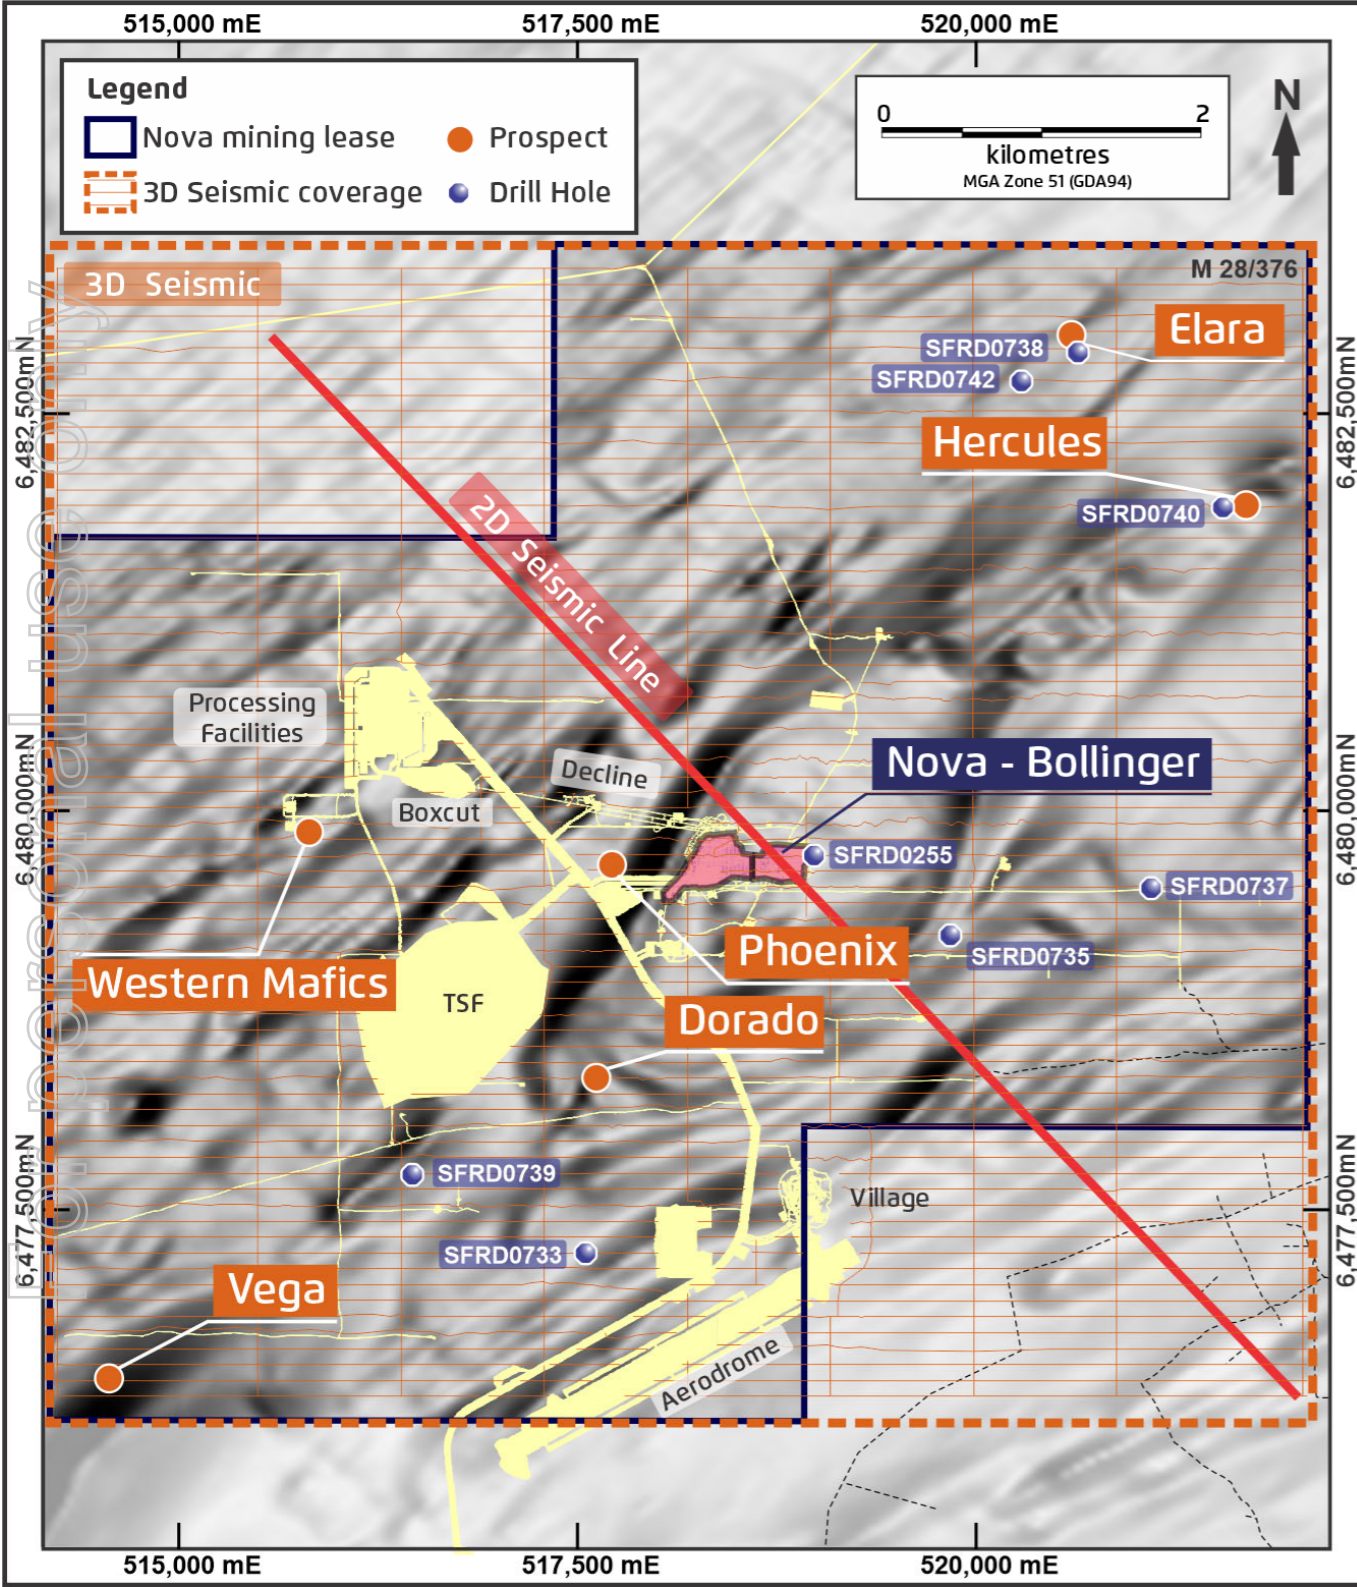 515,000 mE
517,500 mE
520,000 mE
Legend
Nova mining lease
Prospect
3D Seismic coverage
Drill Hole
0
2
kilometres
MGA Zone 51 (GDA94)
N
3D Seismic
M 28/376
Elara
SFRD0738
SFRD0742
6,482,500mN
6,482,500mN
Hercules
SFRD0740
2D Seismic Line
Processing
Facilities
Decline
Nova - Bollinger
Boxcut
6,480,000mN
6,480,000mN
SFRD0255
SFRD0737
SFRD0735
Phoenix
Western Mafics
TSF
Dorado
SFRD0739
Village
6,477,500mN
6,477,500mN
SFRD0733
Vega
Aerodrome
For personal use only
515,000 mE
517,500 mE
520,000 mE